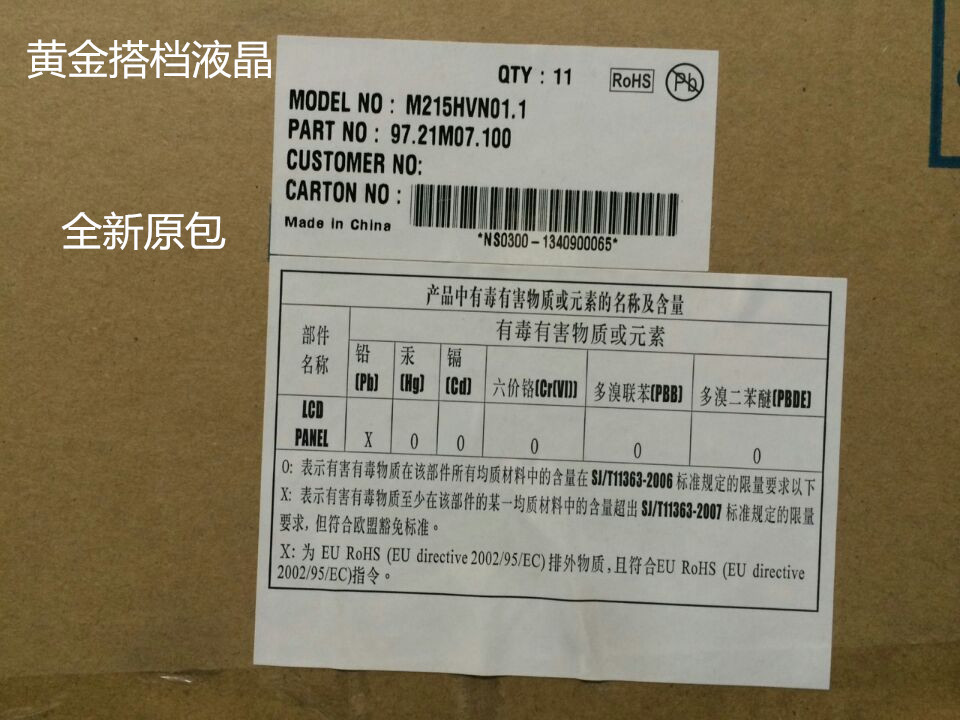 黄金搭档液晶
全新原包
QTY : 11
RoHS
Pb
MODEL NO : M215HVN01.1
PART NO : 97.21M07.100
CUSTOMER NO:
CARTON NO :
Made in China
*NS0300-1340900065*
产品中有毒有害物质或元素的名称及含量
部件名称
有毒有害物质或元素
铅(Pb) 汞(Hg) 镉(Cd) 六价铬(Cr(VI)) 多溴联苯(PBB) 多溴二苯醚(PBDE)
LCD PANEL X O O O O O
O: 表示有害有毒物质在该部件所有均质材料中的含量在SJ/T11363-2006标准规定的限量要求以下
X: 表示有害有毒物质至少在该部件的某一均质材料中的含量超出SJ/T11363-2007标准规定的限量
要求, 但符合欧盟豁免标准。
X: 为 EU RoHS (EU directive 2002/95/EC)排外物质,且符合EU RoHS (EU directive
2002/95/EC)指令。